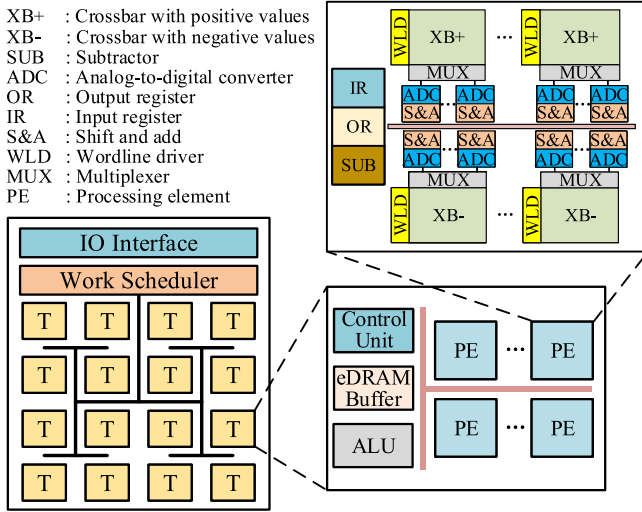 XB+ : Crossbar with positive values
XB- : Crossbar with negative values
SUB : Subtractor
ADC : Analog-to-digital converter
OR : Output register
IR : Input register
S&A : Shift and add
WLD : Wordline driver
MUX : Multiplexer
PE : Processing element
WLD XB+ ... WLD XB+
MUX MUX
IR
ADC ADC ADC ADC
S&A ... S&A S&A ... S&A
OR
S&A S&A S&A S&A
ADC ... ADC ADC ... ADC
SUB
MUX MUX
WLD XB- ... WLD XB-
IO Interface
Work Scheduler
T T T T
T T T T
T T T T
T T T T
Control
Unit
eDRAM
Buffer
ALU
PE ... PE
PE ... PE